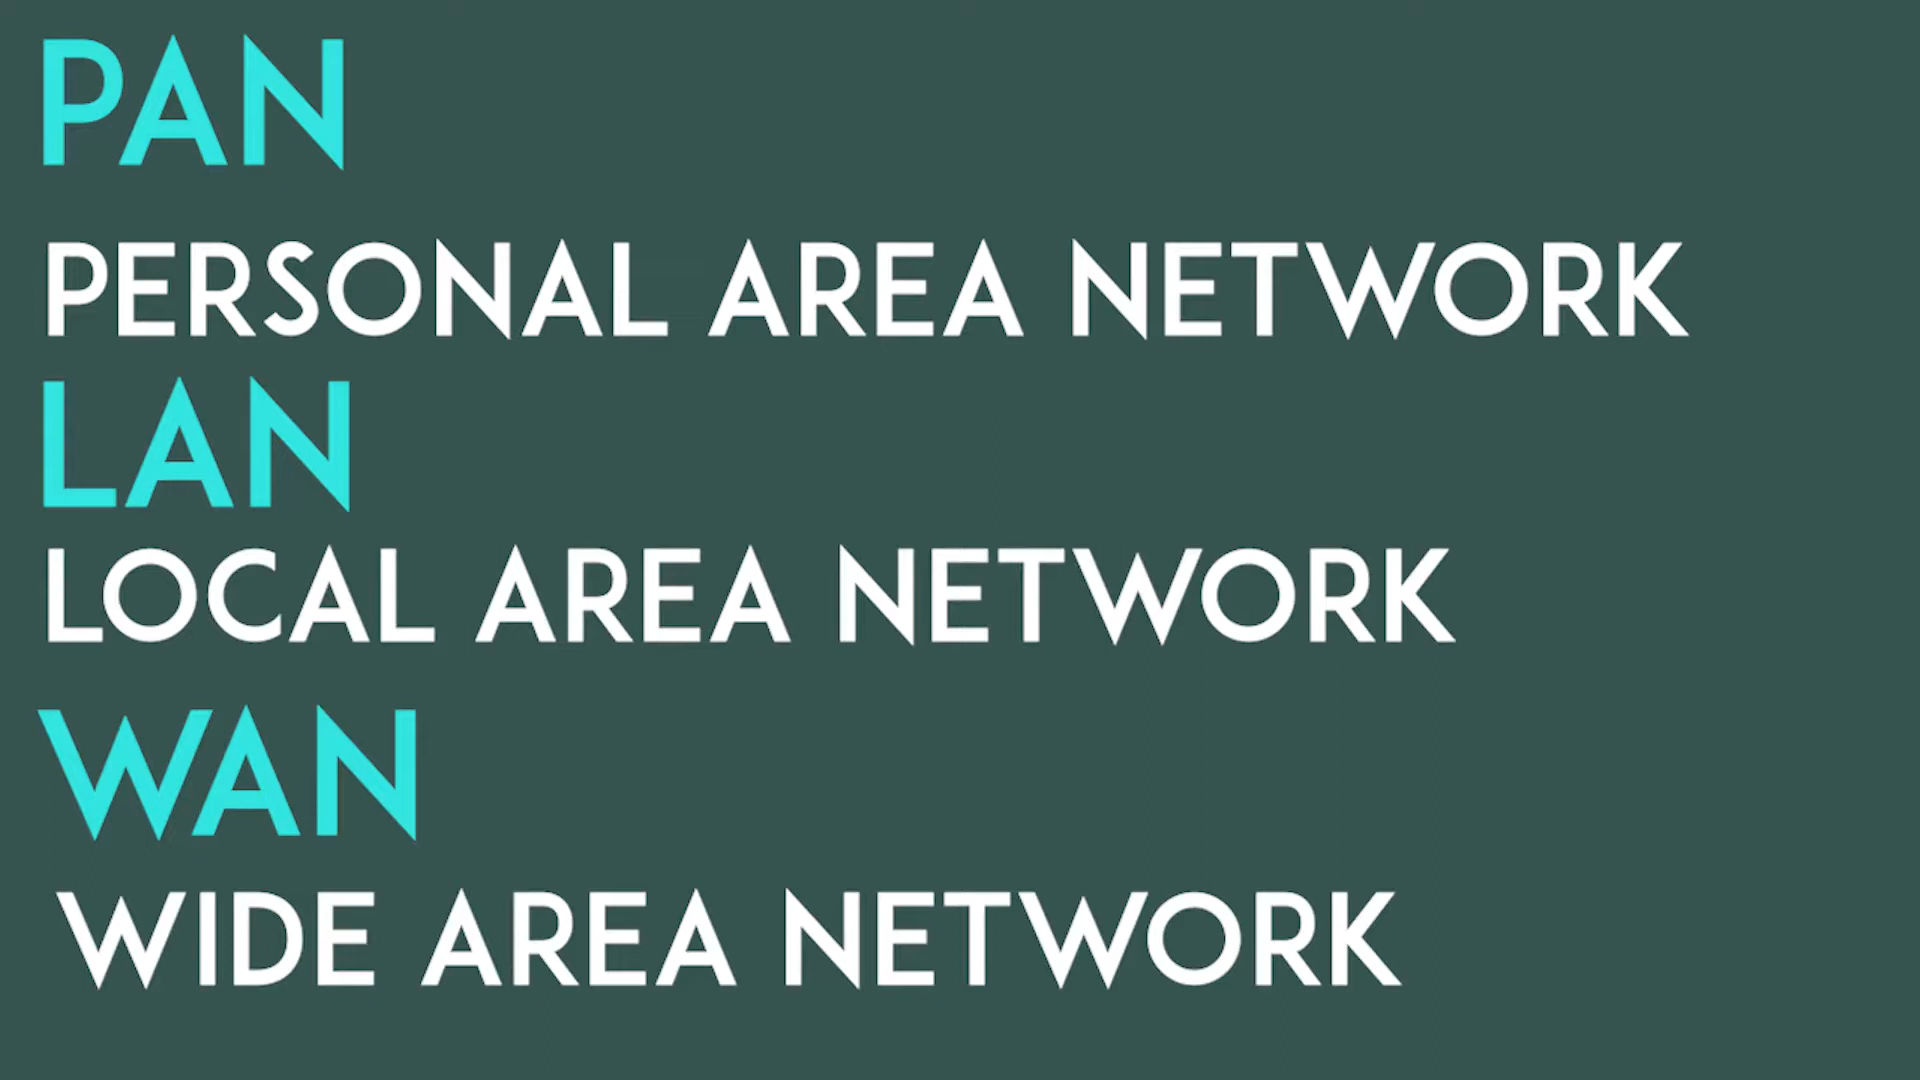 PAN
PERSONAL AREA NETWORK
LAN
LOCAL AREA NETWORK
WAN
WIDE AREA NETWORK